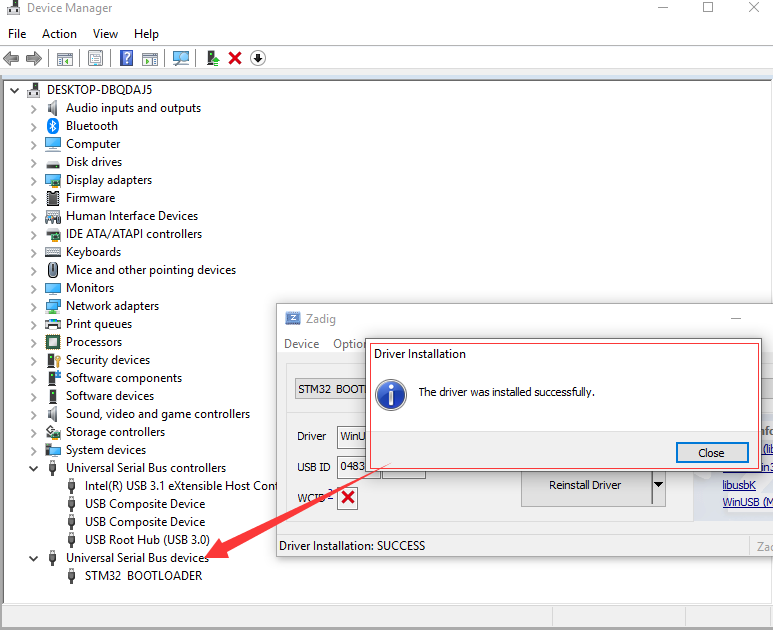 Device Manager
File Action View Help
DESKTOP-DBQDAJ5
Audio inputs and outputs
Bluetooth
Computer
Disk drives
Display adapters
Firmware
Human Interface Devices
IDE ATA/ATAPI controllers
Keyboards
Mice and other pointing devices
Monitors
Network adapters
Print queues
Processors
Security devices
Software components
Software devices
Sound, video and game controllers
Storage controllers
System devices
Universal Serial Bus controllers
Intel(R) USB 3.1 eXtensible Host Cont
USB Composite Device
USB Composite Device
USB Root Hub (USB 3.0)
Universal Serial Bus devices
STM32 BOOTLOADER
Zadig
Device Optio
STM32 BOOT
Driver WinU
USB ID 0483
WCID 2
Reinstall Driver
libusbK
WinUSB (M
Driver Installation: SUCCESS
Zad
Driver Installation
The driver was installed successfully.
Close